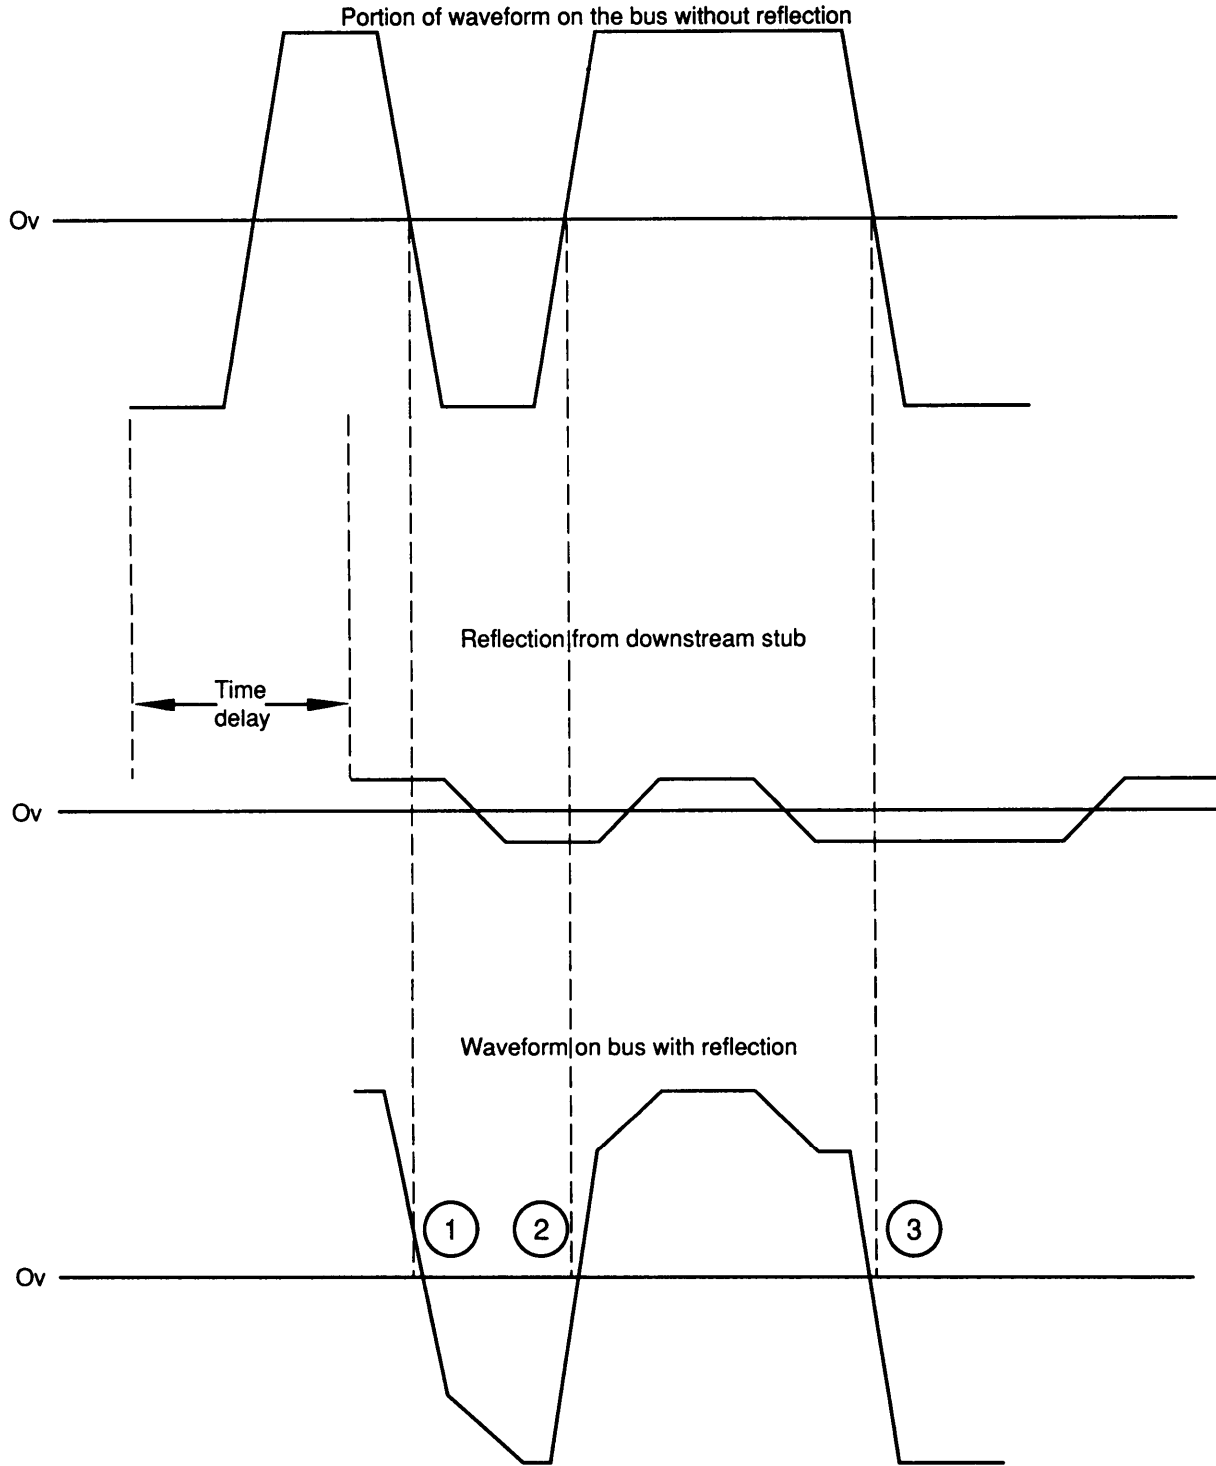 Portion of waveform on the bus without reflection
Ov
Reflection from downstream stub
Time
delay
Ov
Waveform on bus with reflection
1
2
3
Ov